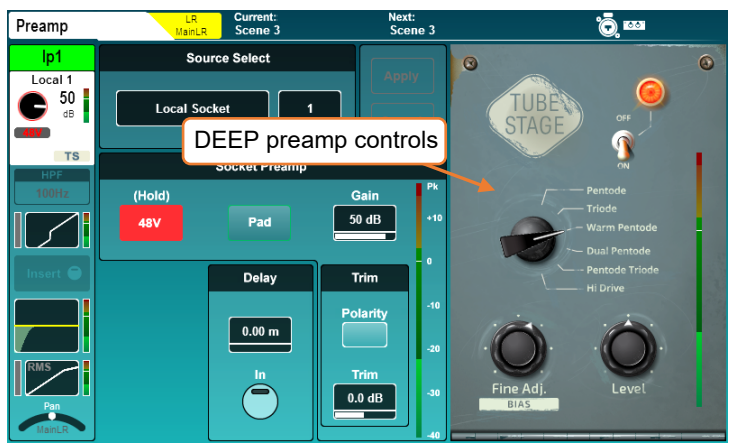 Preamp
LR
MainLR
Current:
Scene 3
Next:
Scene 3
Ip1
Local 1
50
dB
48V
TS
HPF
100Hz
Insert
RMS
Pan
MainLR
Source Select
Local Socket
1
Apply
DEEP preamp controls
Socket Preamp
(Hold)
48V
Pad
Gain
50 dB
Pk
+10
0
-10
-20
-30
-40
Delay
0.00 m
In
Trim
Polarity
Trim
0.0 dB
TUBE
STAGE
OFF
ON
Pentode
Triode
Warm Pentode
Dual Pentode
Pentode Triode
Hi Drive
Fine Adj.
BIAS
Level